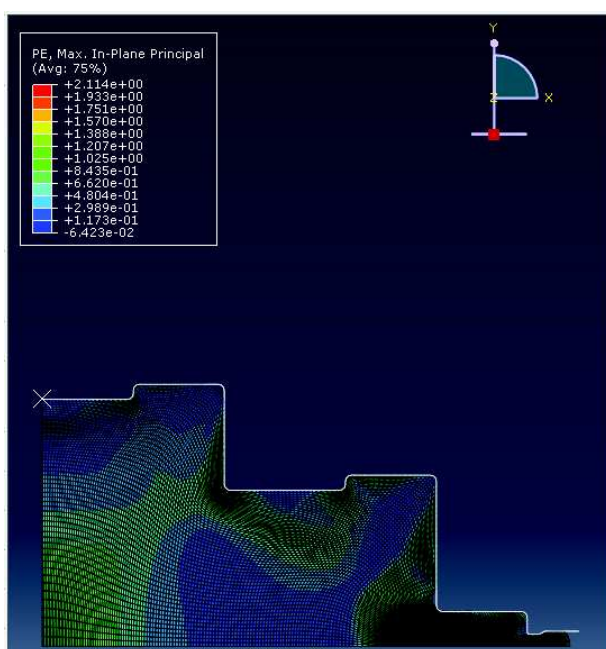 PE, Max. In-Plane Principal
(Avg: 75%)
+2.114e+00
+1.933e+00
+1.751e+00
+1.570e+00
+1.388e+00
+1.207e+00
+1.025e+00
+8.435e-01
+6.620e-01
+4.804e-01
+2.989e-01
+1.173e-01
-6.423e-02
Y
Z
X